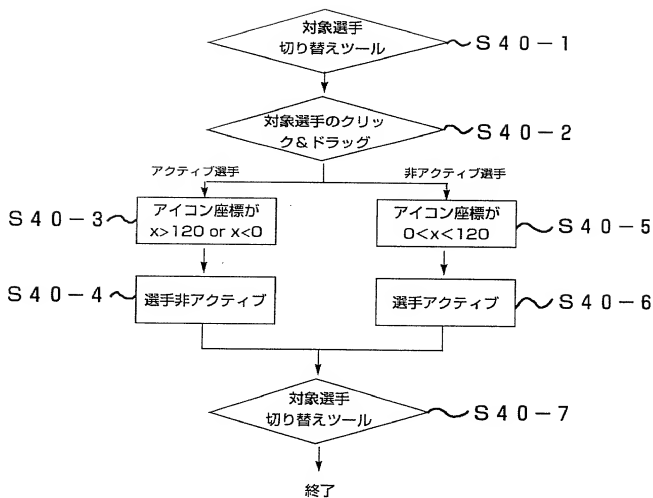 対象選手
切り替えツール
S40-1
対象選手のクリッ
ク&ドラッグ
S40-2
アクティブ選手
非アクティブ選手
S40-3
アイコン座標が
x>120 or x<0
アイコン座標が
0<x<120
S40-5
S40-4
選手非アクティブ
選手アクティブ
S40-6
対象選手
切り替えツール
S40-7
終了